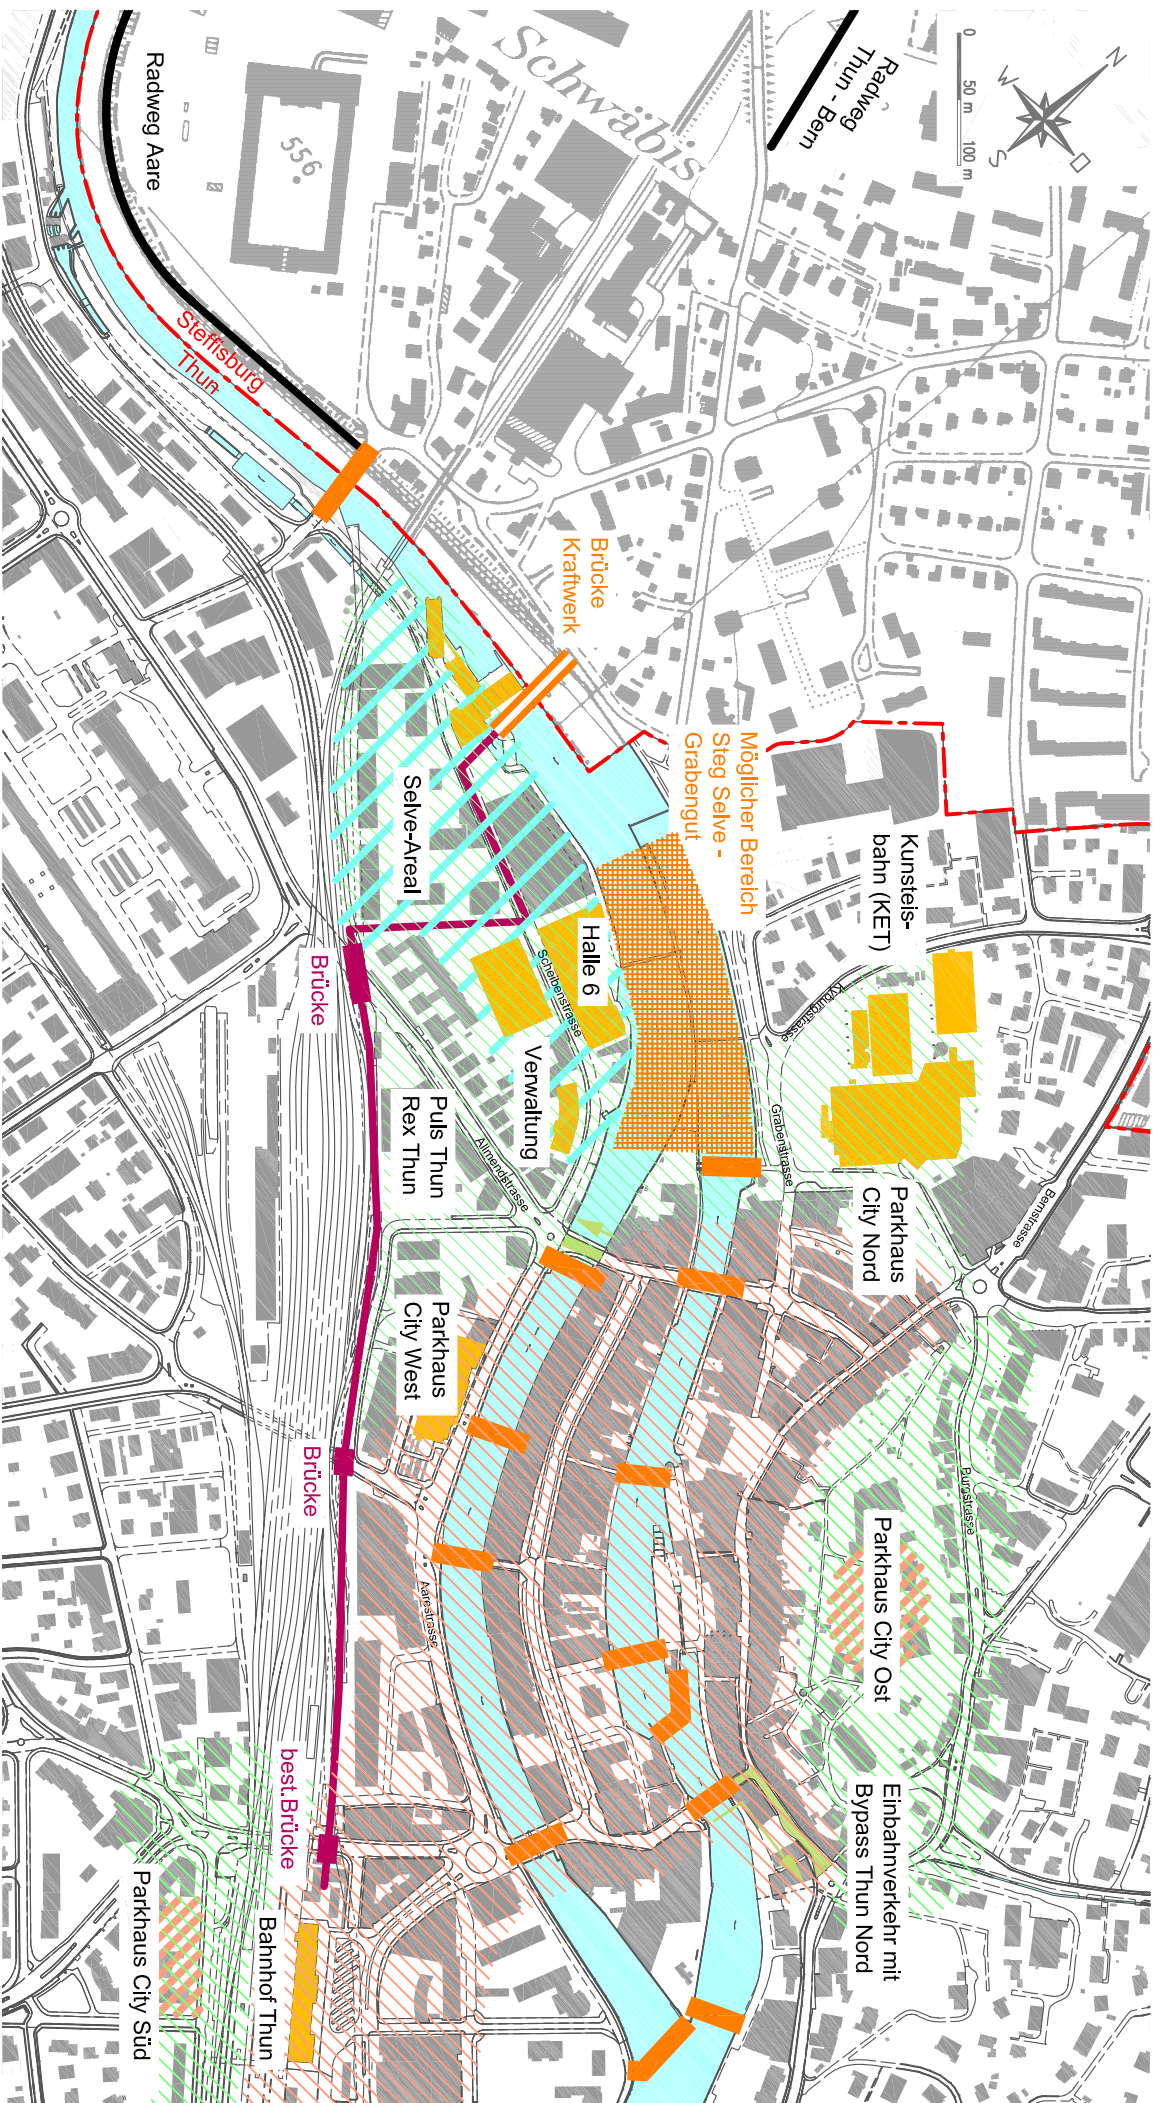 N
W
S
O
0
50 m
100 m
Radweg
Thun - Bern
Schwäbis
556
Radweg Aare
Steffisburg
Thun
Brücke
Kraftwerk
Möglicher Bereich
Steg Selve -
Grabengut
Kunsteis-
bahn (KET)
Kyburgstrasse
Grabenstrasse
Bernstrasse
Selve-Areal
Halle 6
Scheibenstrasse
Verwaltung
Allmendstrasse
Brücke
Puls Thun
Rex Thun
Parkhaus
City Nord
Parkhaus
City West
Brücke
Burgstrasse
Parkhaus City Ost
Aarestrasse
Einbahnverkehr mit
Bypass Thun Nord
best.Brücke
Bahnhof Thun
Parkhaus City Süd